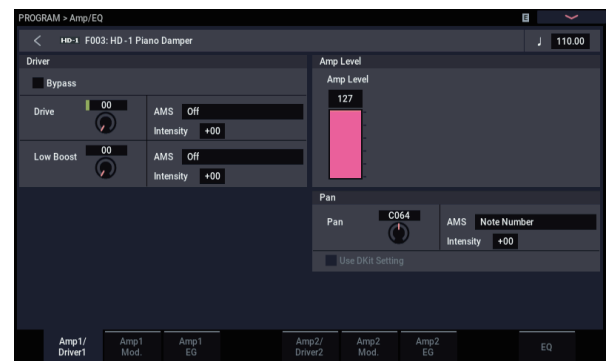 PROGRAM > Amp/EQ
E
HD-1 F003: HD-1 Piano Damper
♩ 110.00
Driver
Bypass
Drive 00 AMS Off
Intensity +00
Low Boost 00 AMS Off
Intensity +00
Amp Level
Amp Level
127
Pan
Pan C064 AMS Note Number
Intensity +00
Use DKit Setting
Amp1/ Driver1
Amp1 Mod.
Amp1 EG
Amp2/ Driver2
Amp2 Mod.
Amp2 EG
EQ